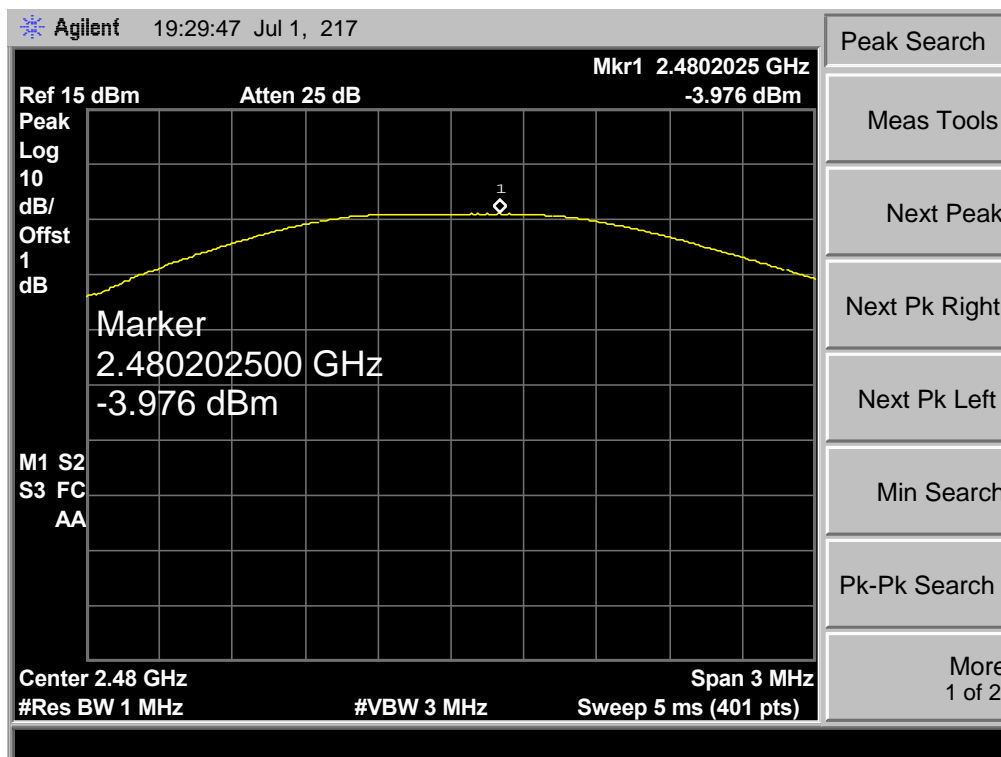 Agilent 19:29:47 Jul 1, 217
Peak Search
Mkr1 2.4802025 GHz
Ref 15 dBm Atten 25 dB -3.976 dBm
Peak
Log
10
dB/
Offst
1
dB
1
Marker
2.480202500 GHz
-3.976 dBm
M1 S2
S3 FC
AA
Center 2.48 GHz Span 3 MHz
#Res BW 1 MHz #VBW 3 MHz Sweep 5 ms (401 pts)
Meas Tools
Next Peak
Next Pk Right
Next Pk Left
Min Search
Pk-Pk Search
More
1 of 2